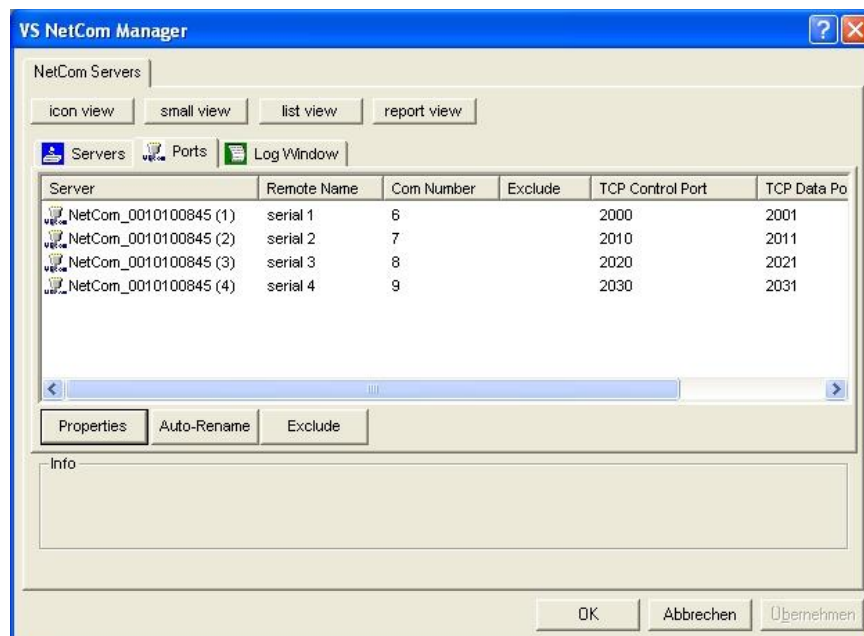 VS NetCom Manager
NetCom Servers
icon view small view list view report view
Servers Ports Log Window
Server Remote Name Com Number Exclude TCP Control Port TCP Data Po
NetCom_0010100845 (1) serial 1 6 2000 2001
NetCom_0010100845 (2) serial 2 7 2010 2011
NetCom_0010100845 (3) serial 3 8 2020 2021
NetCom_0010100845 (4) serial 4 9 2030 2031
Properties Auto-Rename Exclude
Info
OK Abbrechen Übernehmen